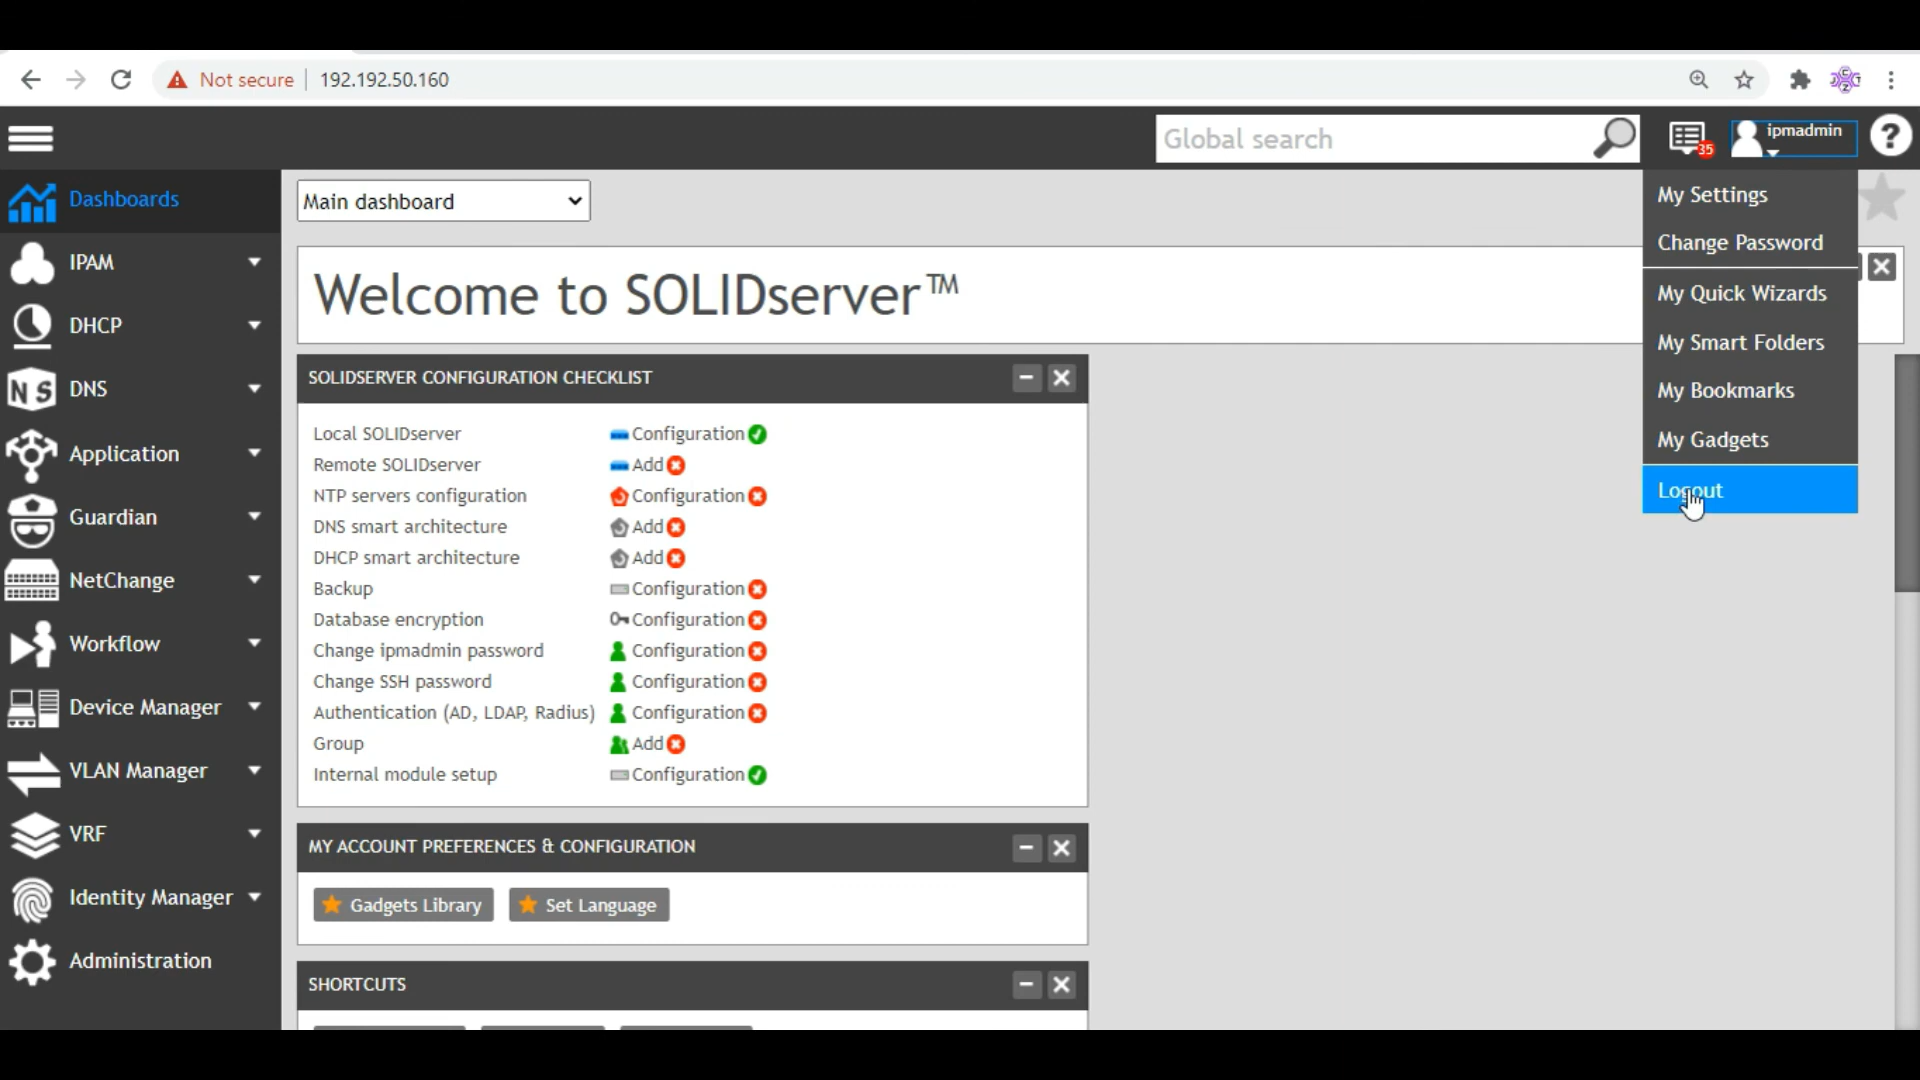 Not secure 192.192.50.160
Global search
35
ipmadmin
?
Dashboards
IPAM
DHCP
NS DNS
Application
Guardian
NetChange
Workflow
Device Manager
VLAN Manager
VRF
Identity Manager
Administration
Main dashboard
Welcome to SOLIDserver™
My Settings
Change Password
My Quick Wizards
My Smart Folders
My Bookmarks
My Gadgets
Logout
SOLIDSERVER CONFIGURATION CHECKLIST
Local SOLIDserver Configuration
Remote SOLIDserver Add
NTP servers configuration Configuration
DNS smart architecture Add
DHCP smart architecture Add
Backup Configuration
Database encryption Configuration
Change ipmadmin password Configuration
Change SSH password Configuration
Authentication (AD, LDAP, Radius) Configuration
Group Add
Internal module setup Configuration
MY ACCOUNT PREFERENCES & CONFIGURATION
Gadgets Library Set Language
SHORTCUTS